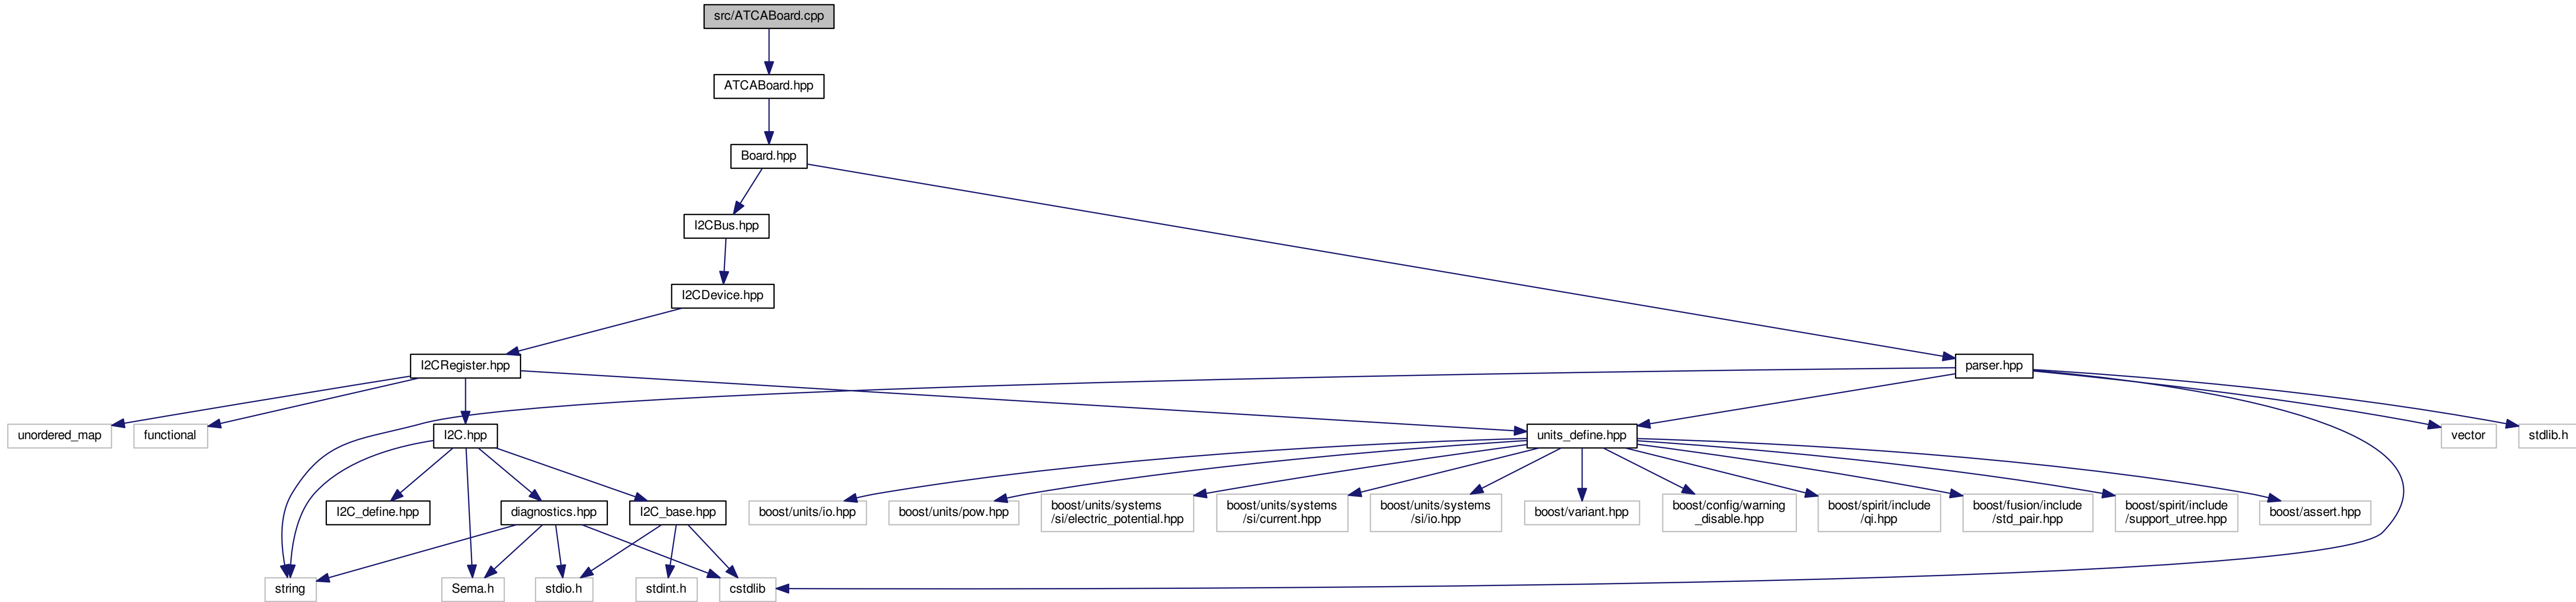 src/ATCABoard.cpp
ATCABoard.hpp
Board.hpp
I2CBus.hpp
I2CDevice.hpp
I2CRegister.hpp
parser.hpp
unordered_map
functional
I2C.hpp
units_define.hpp
vector
stdlib.h
I2C_define.hpp
diagnostics.hpp
I2C_base.hpp
boost/units/io.hpp
boost/units/pow.hpp
boost/units/systems
/si/electric_potential.hpp
boost/units/systems
/si/current.hpp
boost/units/systems
/si/io.hpp
boost/variant.hpp
boost/config/warning
_disable.hpp
boost/spirit/include
/qi.hpp
boost/fusion/include
/std_pair.hpp
boost/spirit/include
/support_utree.hpp
boost/assert.hpp
string
Sema.h
stdio.h
stdint.h
cstdlib